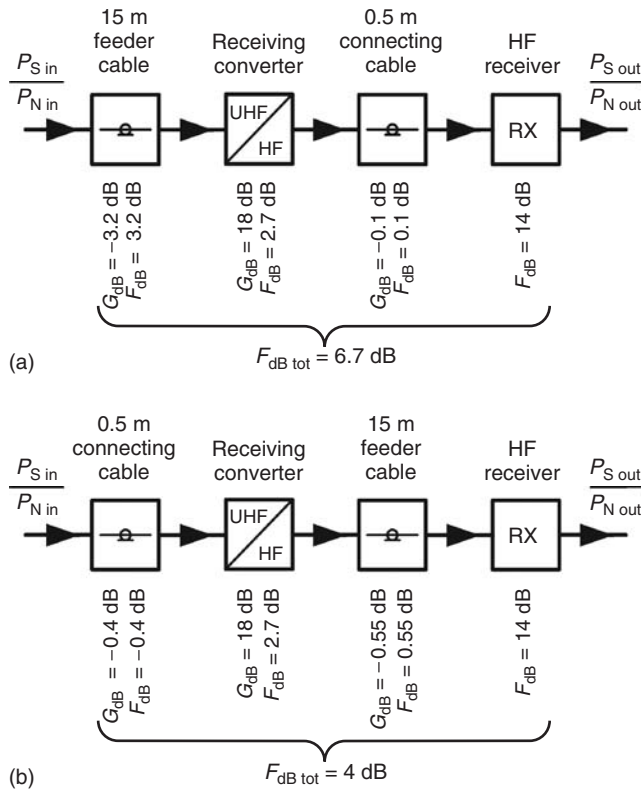 15 m
feeder
cable
Receiving
converter
0.5 m
connecting
cable
HF
receiver
P_S in
P_N in
UHF
HF
RX
P_S out
P_N out
G_dB = −3.2 dB
F_dB = 3.2 dB
G_dB = 18 dB
F_dB = 2.7 dB
G_dB = −0.1 dB
F_dB = 0.1 dB
F_dB = 14 dB
(a)
F_dB tot = 6.7 dB
0.5 m
connecting
cable
Receiving
converter
15 m
feeder
cable
HF
receiver
P_S in
P_N in
UHF
HF
RX
P_S out
P_N out
G_dB = −0.4 dB
F_dB = −0.4 dB
G_dB = 18 dB
F_dB = 2.7 dB
G_dB = −0.55 dB
F_dB = 0.55 dB
F_dB = 14 dB
(b)
F_dB tot = 4 dB